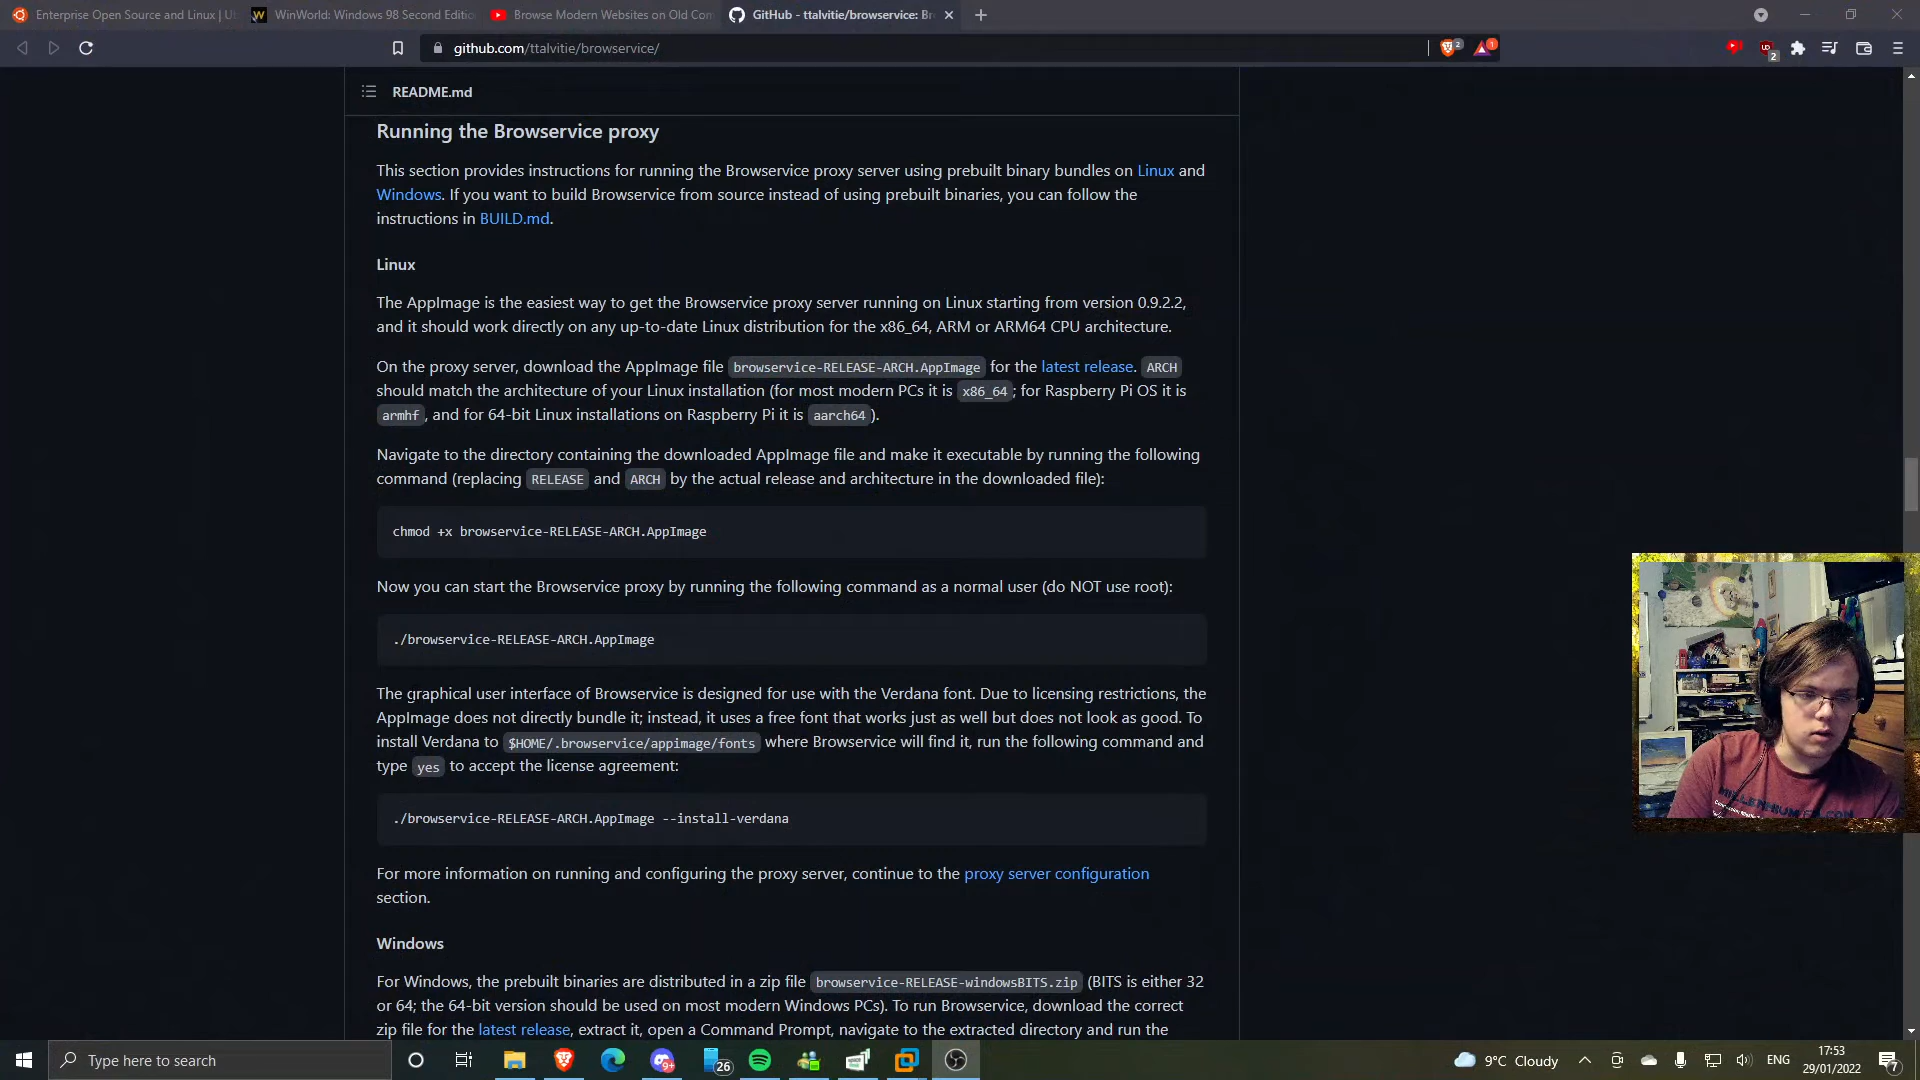 Enterprise Open Source and Linux | U
WinWorld: Windows 98 Second Editio
Browse Modern Websites on Old Com
GitHub - ttalvitie/browservice: Br
github.com/ttalvitie/browservice/
2
1
2
README.md
Running the Browservice proxy
This section provides instructions for running the Browservice proxy server using prebuilt binary bundles on Linux and
Windows. If you want to build Browservice from source instead of using prebuilt binaries, you can follow the
instructions in BUILD.md.
Linux
The AppImage is the easiest way to get the Browservice proxy server running on Linux starting from version 0.9.2.2,
and it should work directly on any up-to-date Linux distribution for the x86_64, ARM or ARM64 CPU architecture.
On the proxy server, download the AppImage file browservice-RELEASE-ARCH.AppImage for the latest release. ARCH
should match the architecture of your Linux installation (for most modern PCs it is x86_64; for Raspberry Pi OS it is
armhf, and for 64-bit Linux installations on Raspberry Pi it is aarch64).
Navigate to the directory containing the downloaded AppImage file and make it executable by running the following
command (replacing RELEASE and ARCH by the actual release and architecture in the downloaded file):
chmod +x browservice-RELEASE-ARCH.AppImage
Now you can start the Browservice proxy by running the following command as a normal user (do NOT use root):
./browservice-RELEASE-ARCH.AppImage
The graphical user interface of Browservice is designed for use with the Verdana font. Due to licensing restrictions, the
AppImage does not directly bundle it; instead, it uses a free font that works just as well but does not look as good. To
install Verdana to $HOME/.browservice/appimage/fonts where Browservice will find it, run the following command and
type yes to accept the license agreement:
./browservice-RELEASE-ARCH.AppImage --install-verdana
For more information on running and configuring the proxy server, continue to the proxy server configuration
section.
Windows
For Windows, the prebuilt binaries are distributed in a zip file browservice-RELEASE-windowsBITS.zip (BITS is either 32
or 64; the 64-bit version should be used on most modern Windows PCs). To run Browservice, download the correct
zip file for the latest release, extract it, open a Command Prompt, navigate to the extracted directory and run the
Type here to search
9+
26
9°C Cloudy
ENG
17:53
29/01/2022
7